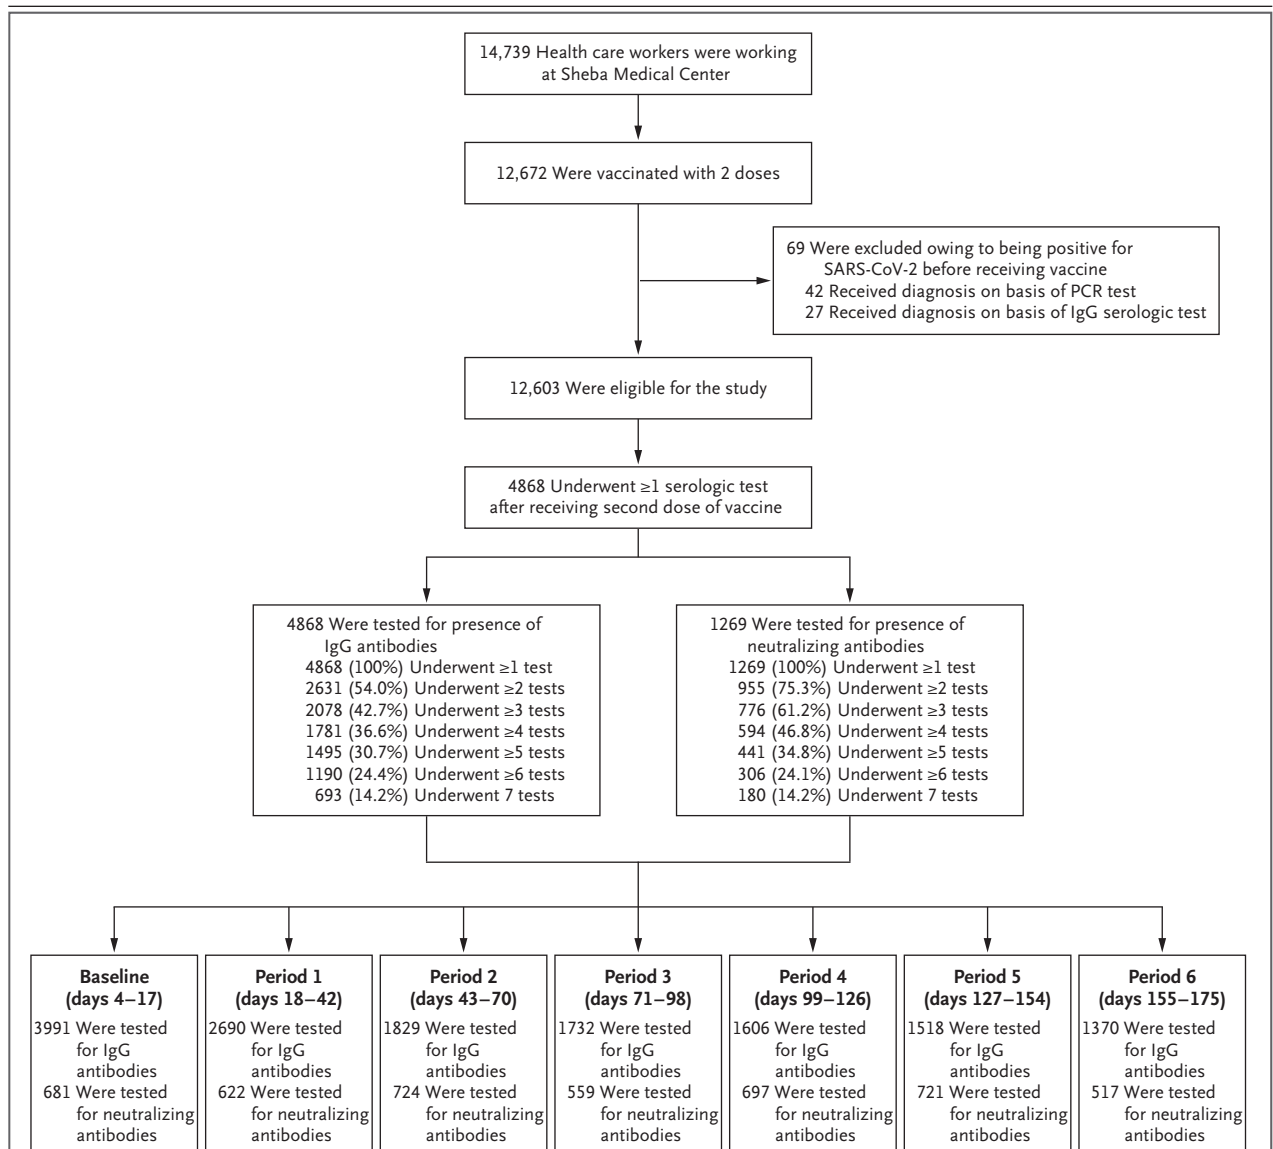 14,739 Health care workers were working
at Sheba Medical Center
12,672 Were vaccinated with 2 doses
69 Were excluded owing to being positive for
SARS-CoV-2 before receiving vaccine
42 Received diagnosis on basis of PCR test
27 Received diagnosis on basis of IgG serologic test
12,603 Were eligible for the study
4868 Underwent ≥1 serologic test
after receiving second dose of vaccine
4868 Were tested for presence of
IgG antibodies
4868 (100%) Underwent ≥1 test
2631 (54.0%) Underwent ≥2 tests
2078 (42.7%) Underwent ≥3 tests
1781 (36.6%) Underwent ≥4 tests
1495 (30.7%) Underwent ≥5 tests
1190 (24.4%) Underwent ≥6 tests
693 (14.2%) Underwent 7 tests
1269 Were tested for presence of
neutralizing antibodies
1269 (100%) Underwent ≥1 test
955 (75.3%) Underwent ≥2 tests
776 (61.2%) Underwent ≥3 tests
594 (46.8%) Underwent ≥4 tests
441 (34.8%) Underwent ≥5 tests
306 (24.1%) Underwent ≥6 tests
180 (14.2%) Underwent 7 tests
Baseline
(days 4–17)
3991 Were tested
for IgG
antibodies
681 Were tested
for neutralizing
antibodies
Period 1
(days 18–42)
2690 Were tested
for IgG
antibodies
622 Were tested
for neutralizing
antibodies
Period 2
(days 43–70)
1829 Were tested
for IgG
antibodies
724 Were tested
for neutralizing
antibodies
Period 3
(days 71–98)
1732 Were tested
for IgG
antibodies
559 Were tested
for neutralizing
antibodies
Period 4
(days 99–126)
1606 Were tested
for IgG
antibodies
697 Were tested
for neutralizing
antibodies
Period 5
(days 127–154)
1518 Were tested
for IgG
antibodies
721 Were tested
for neutralizing
antibodies
Period 6
(days 155–175)
1370 Were tested
for IgG
antibodies
517 Were tested
for neutralizing
antibodies